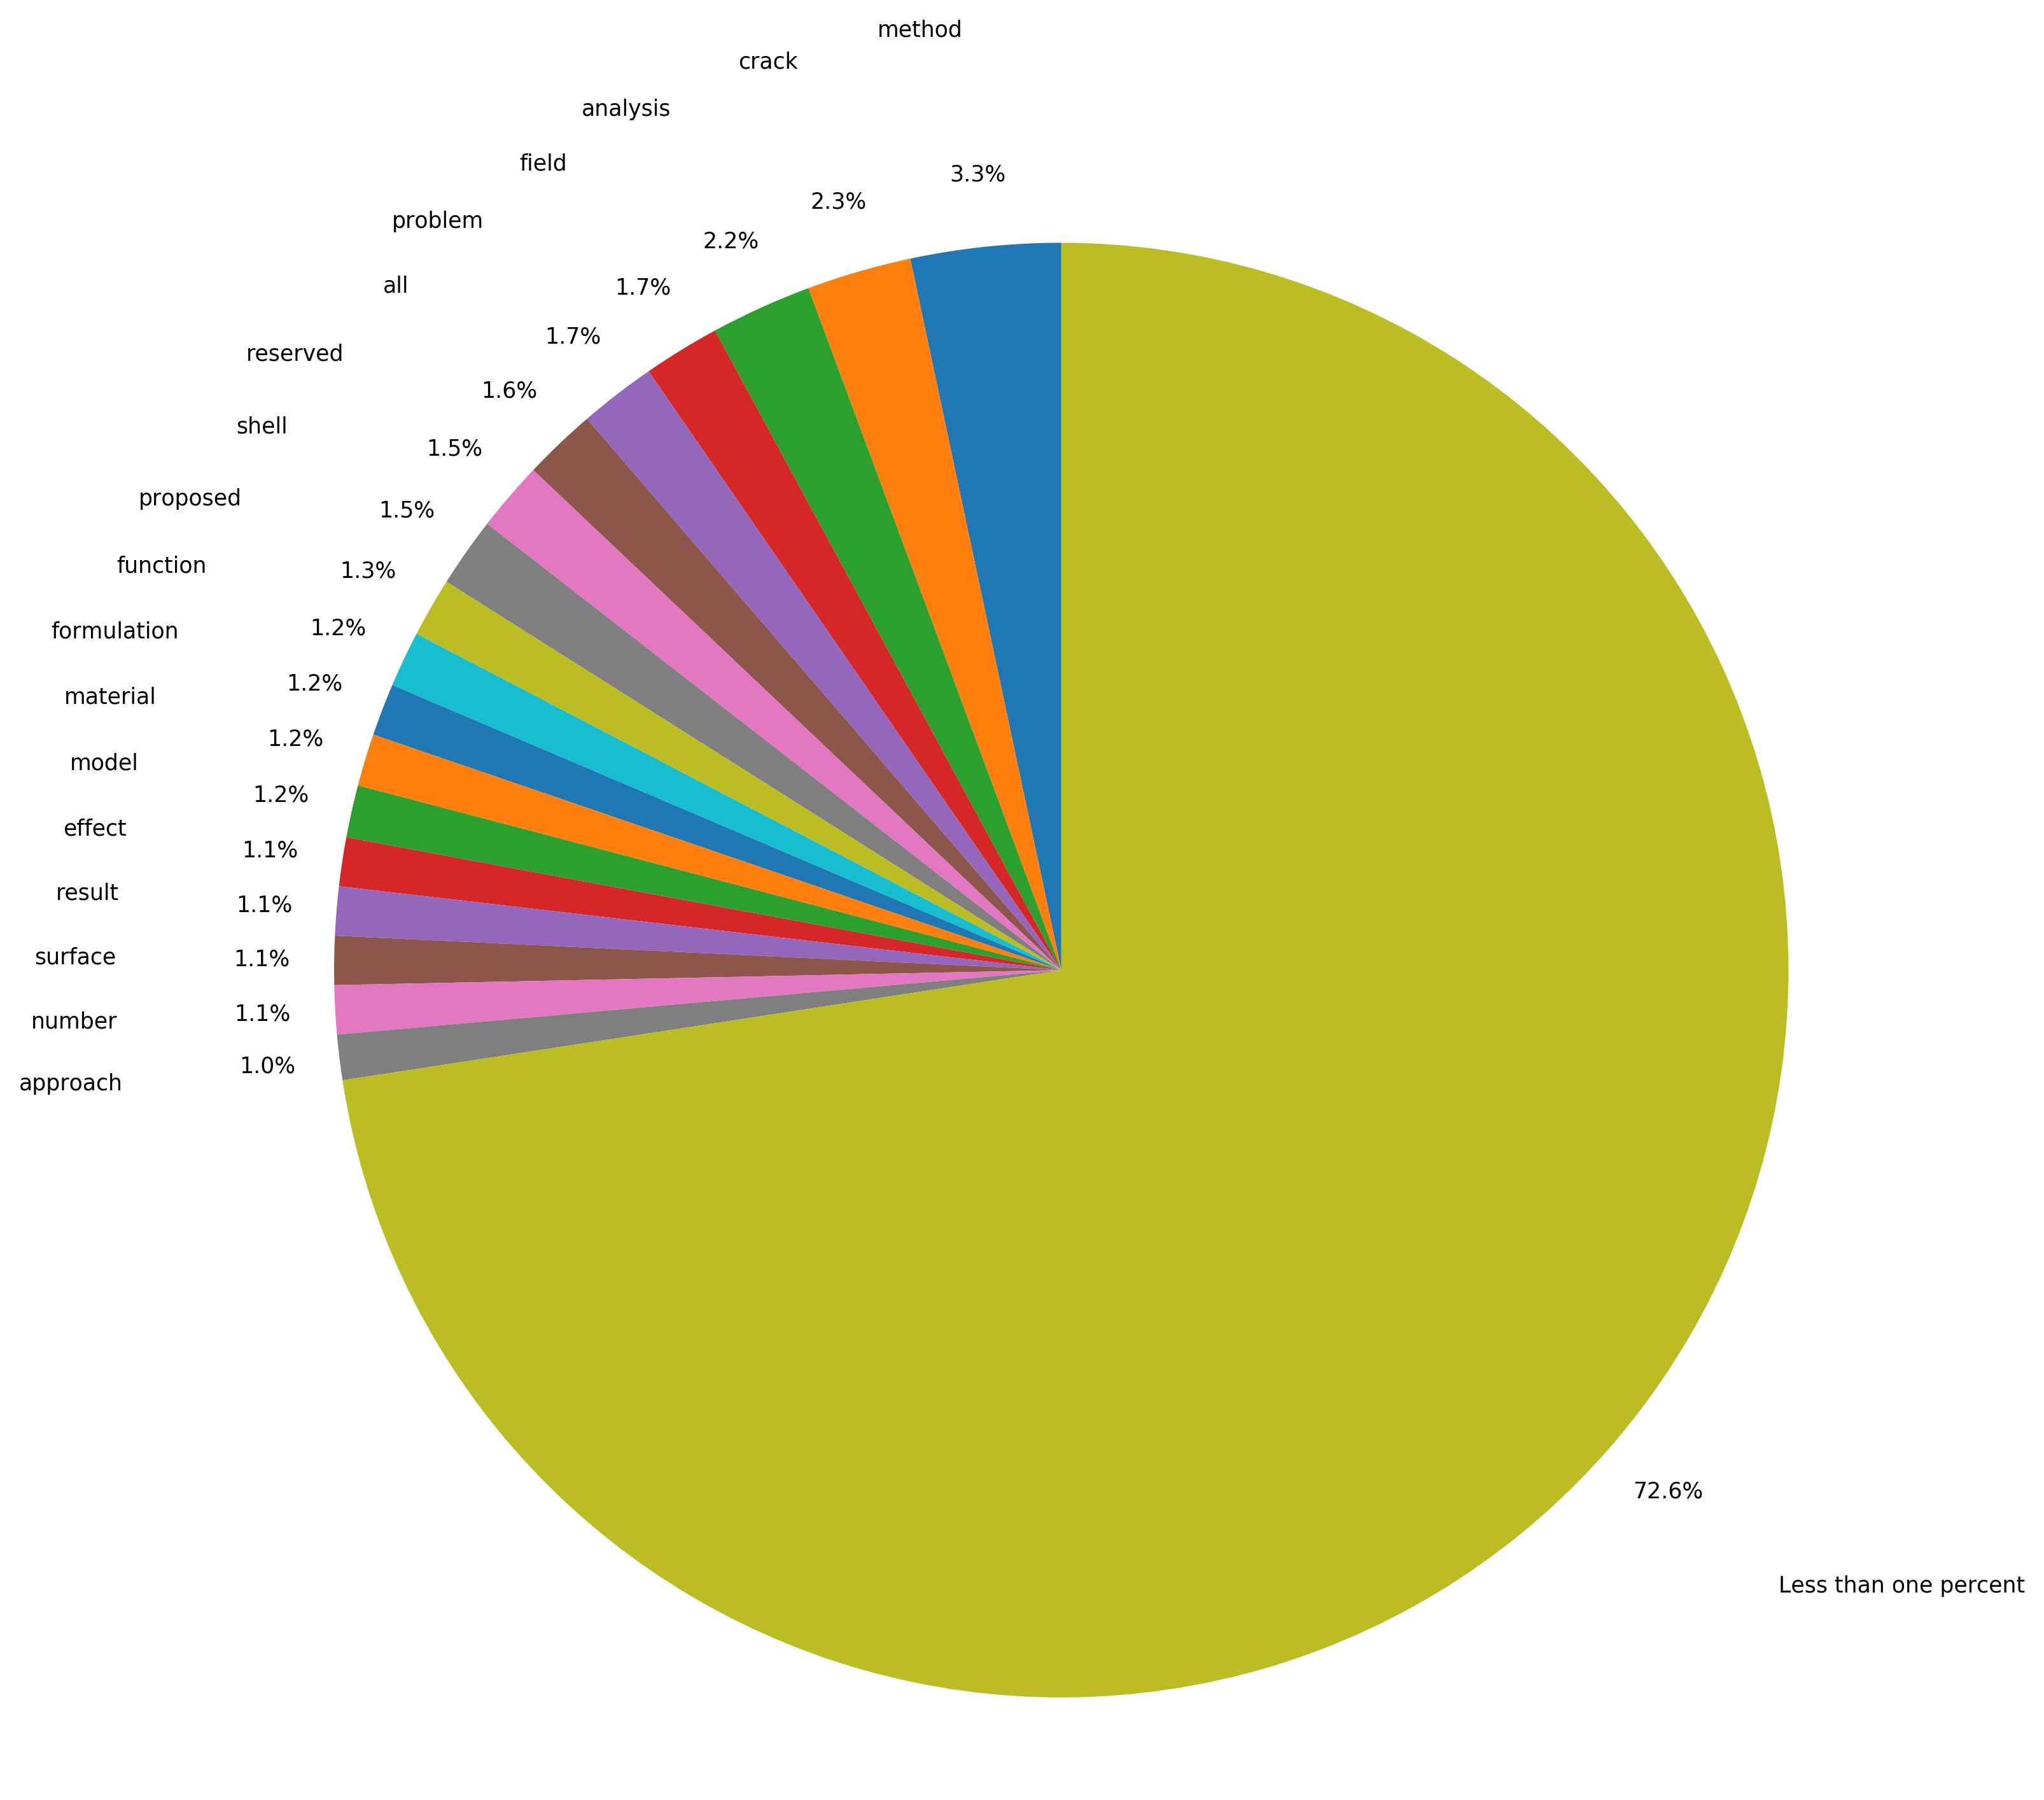 method
crack
analysis
field
problem
all
reserved
shell
proposed
function
formulation
material
model
effect
result
surface
number
approach
Less than one percent
3.3%
2.3%
2.2%
1.7%
1.7%
1.6%
1.5%
1.5%
1.3%
1.2%
1.2%
1.2%
1.2%
1.1%
1.1%
1.1%
1.1%
1.0%
72.6%